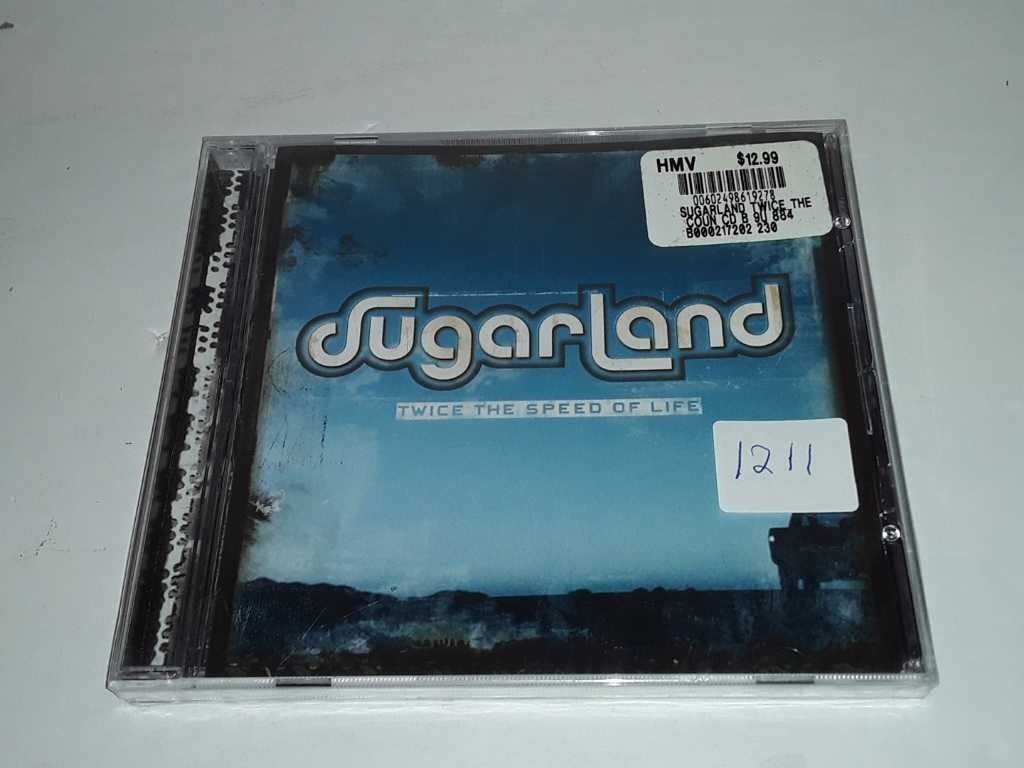 HMV $12.99
00602498619278
SUGARLAND TWICE THE
COUN CD B 9U 884
B000217202 230
sugarland
TWICE THE SPEED OF LIFE
1211